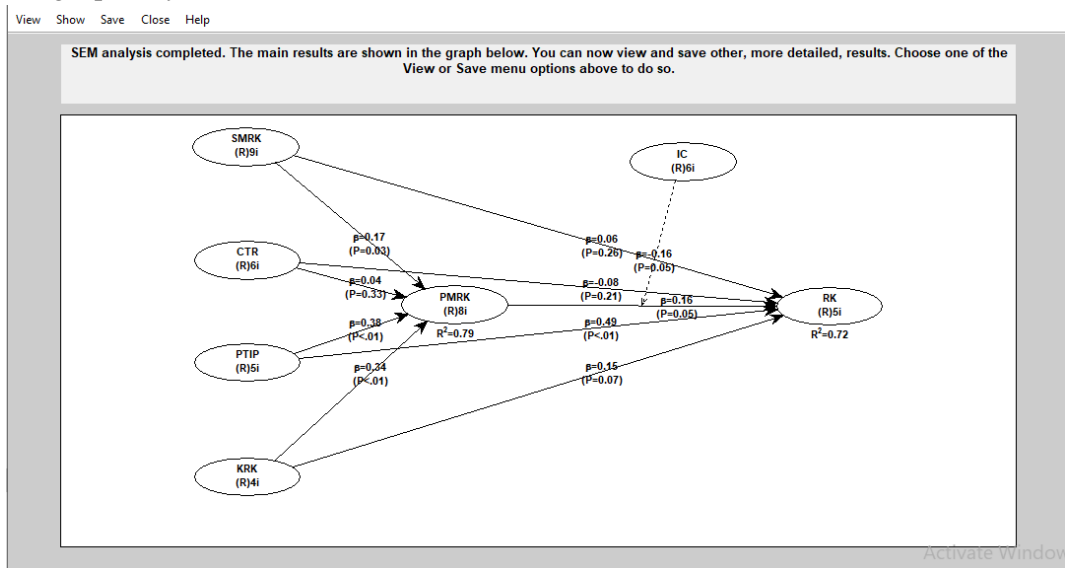 View Show Save Close Help
SEM analysis completed. The main results are shown in the graph below. You can now view and save other, more detailed, results. Choose one of the
View or Save menu options above to do so.
SMRK
(R)9i
IC
(R)6i
β=0.17
(P=0.03)
β=0.06
(P=0.26)
β=-0.16
(P=0.05)
CTR
(R)6i
β=0.04
(P=0.33)
β=-0.08
(P=0.21)
PMRK
(R)8i
R²=0.79
β=0.16
(P=0.05)
RK
(R)5i
R²=0.72
β=0.38
(P<.01)
β=0.49
(P<.01)
PTIP
(R)5i
β=0.34
(P<.01)
β=0.15
(P=0.07)
KRK
(R)4i
Activate Window